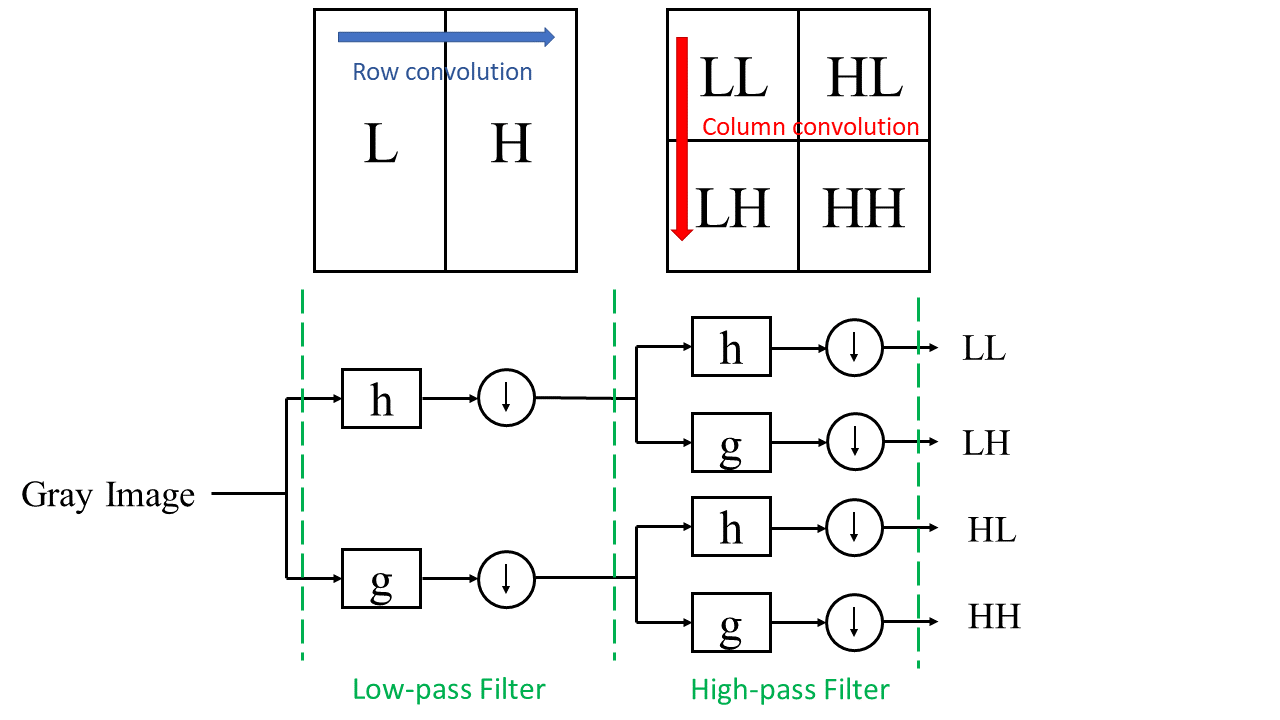 Row convolution
L
H
LL
HL
Column convolution
LH
HH
h
LL
h
g
LH
Gray Image
h
HL
g
g
HH
Low-pass Filter
High-pass Filter